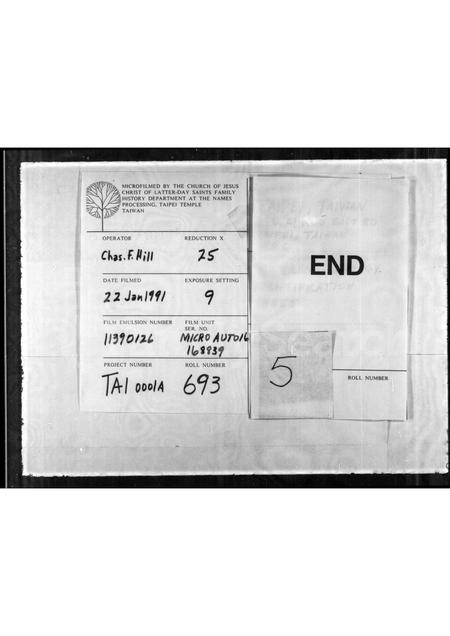 MICROFILMED BY THE CHURCH OF JESUS
CHRIST OF LATTER-DAY SAINTS FAMILY
HISTORY DEPARTMENT AT THE NAMES
PROCESSING, TAIPEI TEMPLE
TAIWAN
OPERATOR
REDUCTION X
Chas. F. Hill
25
DATE FILMED
EXPOSURE SETTING
22 Jan 1991
9
FILM EMULSION NUMBER
FILM UNIT
SER. NO.
11390126
MICRO AUTO16
168939
PROJECT NUMBER
ROLL NUMBER
TAI 0001A
693
END
5
ROLL NUMBER